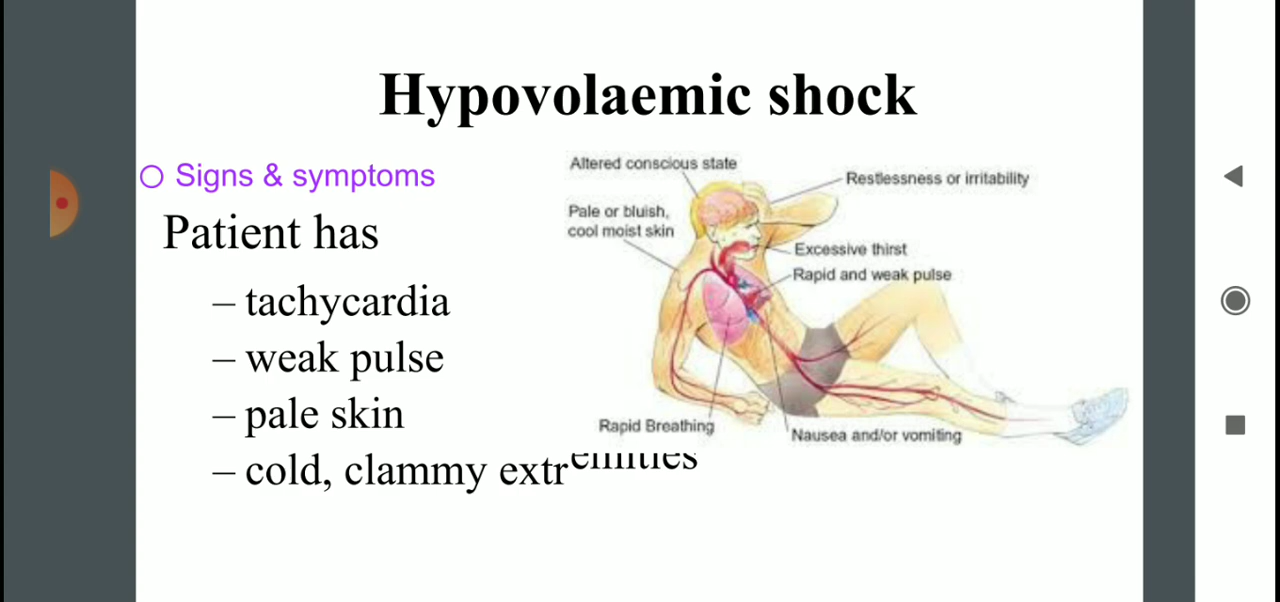 Hypovolaemic shock
Signs & symptoms
Patient has
– tachycardia
– weak pulse
– pale skin
– cold, clammy extremities
Altered conscious state
Restlessness or irritability
Pale or bluish,
cool moist skin
Excessive thirst
Rapid and weak pulse
Rapid Breathing
Nausea and/or vomiting